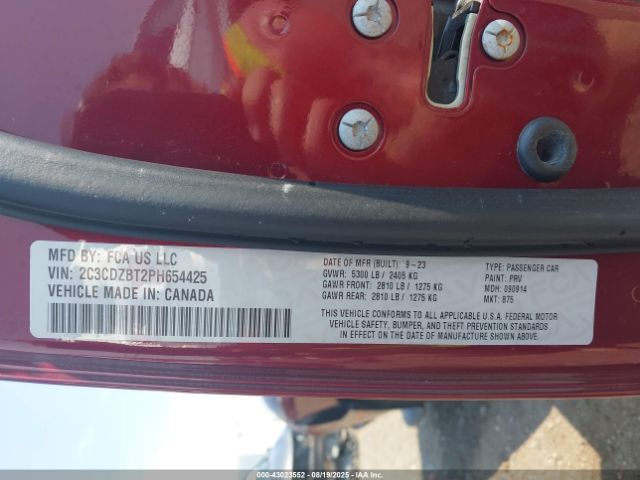 MFD BY: FCA US LLC
VIN: 2C3CDZBT2PH654425
VEHICLE MADE IN: CANADA
DATE OF MFR (BUILT): 9-23
GVWR: 5300 LB / 2405 KG
GAWR FRONT: 2810 LB / 1275 KG
GAWR REAR: 2810 LB / 1275 KG
TYPE: PASSENGER CAR
PAINT: PRV
MDH: 090914
MKT: 875
THIS VEHICLE CONFORMS TO ALL APPLICABLE U.S.A. FEDERAL MOTOR
VEHICLE SAFETY, BUMPER, AND THEFT PREVENTION STANDARDS
IN EFFECT ON THE DATE OF MANUFACTURE SHOWN ABOVE.
000-43023552 - 08/19/2025 - IAAI.COM